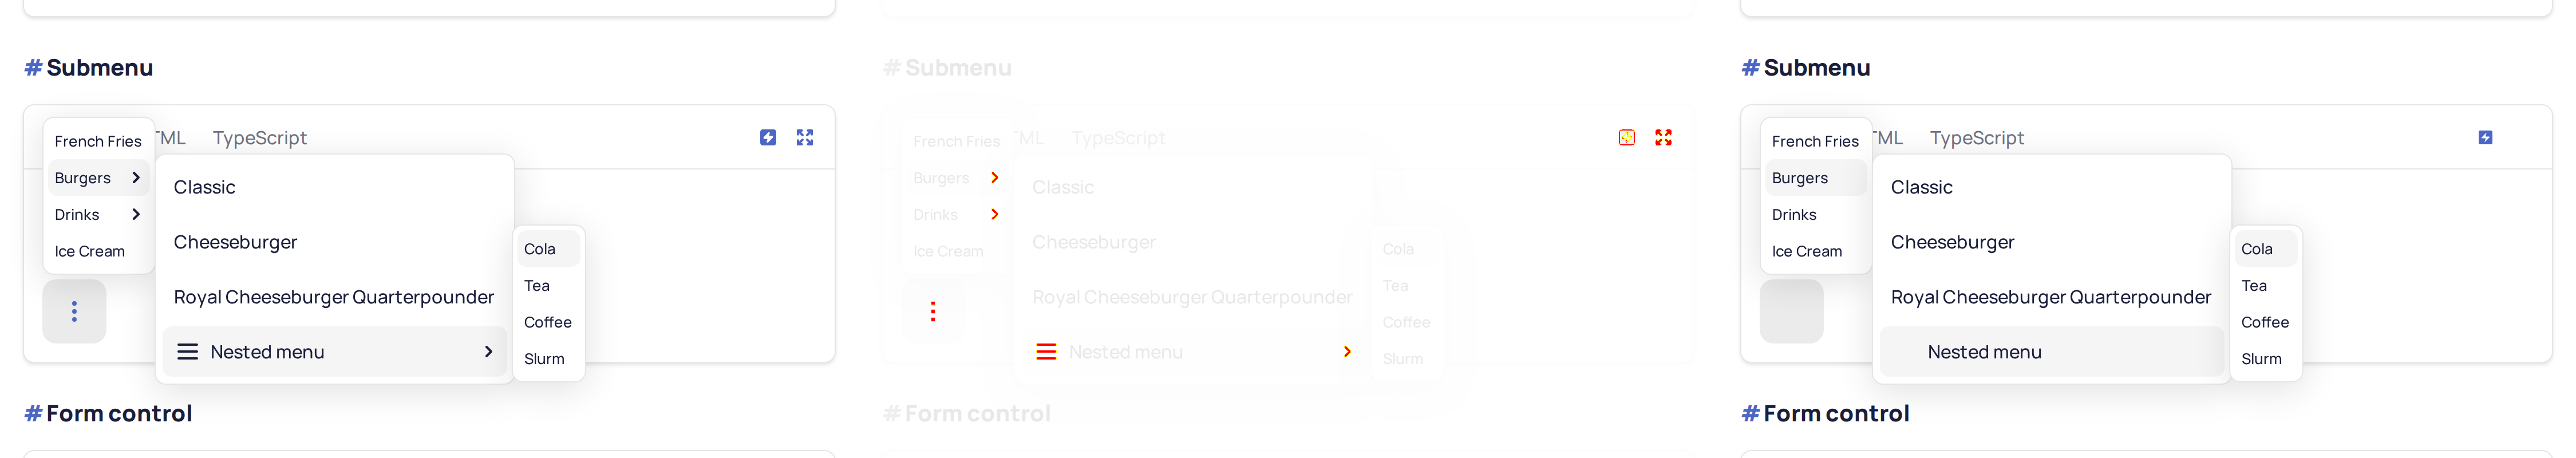 #Submenu
French Fries
TML TypeScript
Burgers
Classic
Drinks
Cheeseburger
Cola
Ice Cream
Tea
Royal Cheeseburger Quarterpounder
Coffee
Nested menu
Slurm
#Form control
#Submenu
French Fries
ML TypeScript
Burgers
Classic
Drinks
Cheeseburger
Cola
Ice Cream
Tea
Royal Cheeseburger Quarterpounder
Coffee
Nested menu
Slurm
#Form control
#Submenu
French Fries
ML TypeScript
Burgers
Classic
Drinks
Cheeseburger
Cola
Ice Cream
Tea
Royal Cheeseburger Quarterpounder
Coffee
Nested menu
Slurm
#Form control